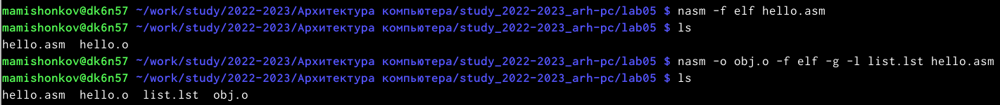 mamishonkov@dk6n57 ~/work/study/2022-2023/Архитектура компьютера/study_2022-2023_arh-pc/lab05 $ nasm -f elf hello.asm
mamishonkov@dk6n57 ~/work/study/2022-2023/Архитектура компьютера/study_2022-2023_arh-pc/lab05 $ ls
hello.asm  hello.o
mamishonkov@dk6n57 ~/work/study/2022-2023/Архитектура компьютера/study_2022-2023_arh-pc/lab05 $ nasm -o obj.o -f elf -g -l list.lst hello.asm
mamishonkov@dk6n57 ~/work/study/2022-2023/Архитектура компьютера/study_2022-2023_arh-pc/lab05 $ ls
hello.asm  hello.o  list.lst  obj.o